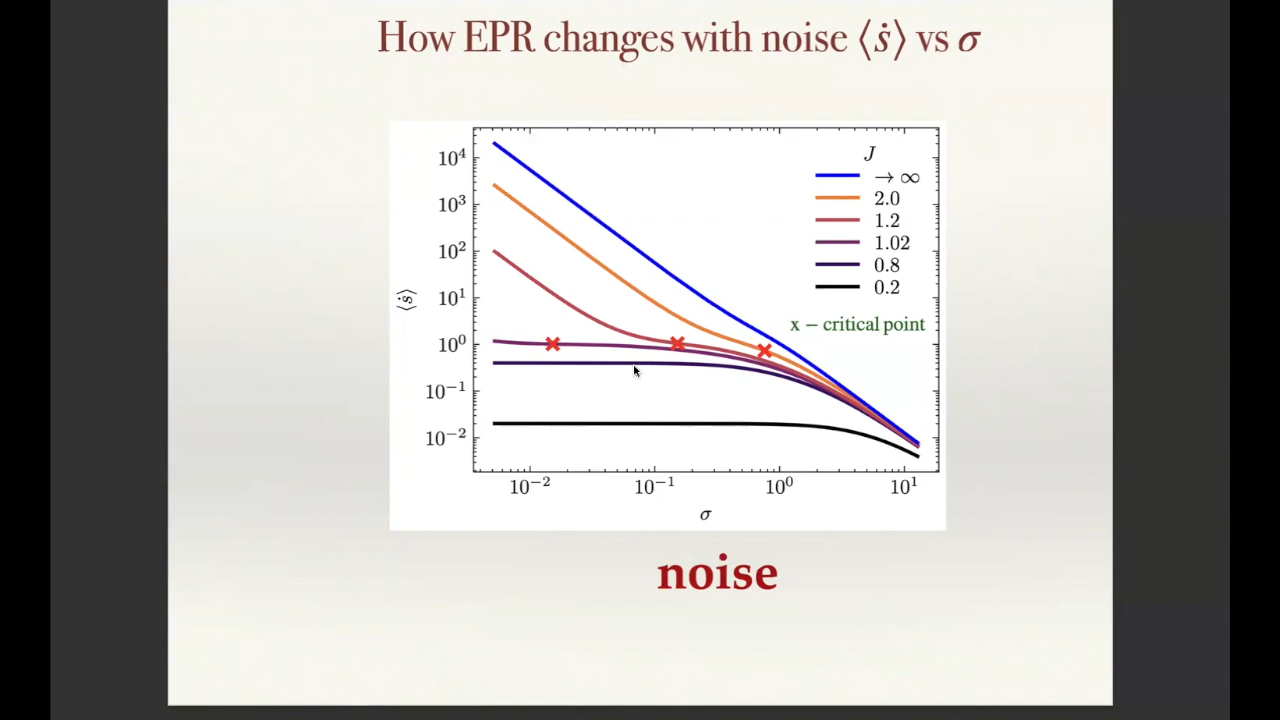 How EPR changes with noise ⟨ṡ⟩ vs σ
J
→ ∞
2.0
1.2
1.02
0.8
0.2
x – critical point
10⁴
10³
10²
10¹
10⁰
10⁻¹
10⁻²
⟨ṡ⟩
10⁻² 10⁻¹ 10⁰ 10¹
σ
noise